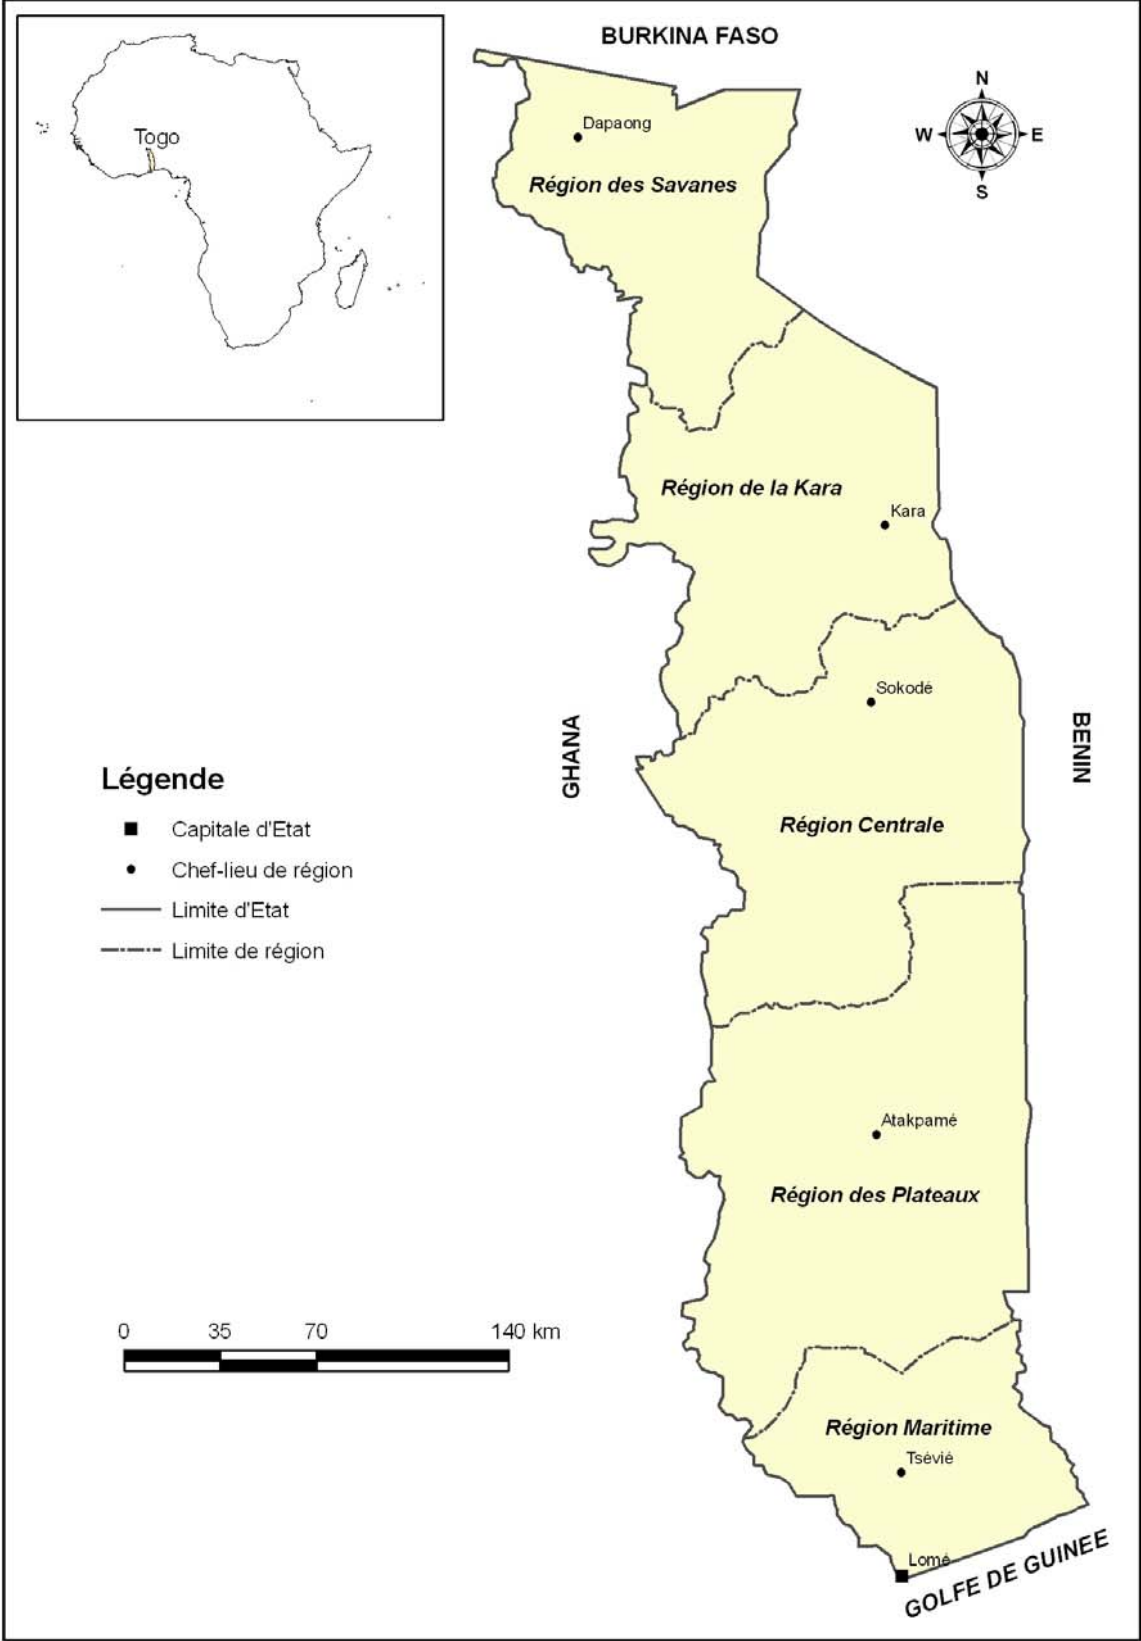 BURKINA FASO
N
W
E
S
Togo
Dapaong
Région des Savanes
Région de la Kara
Kara
Sokodé
GHANA
BENIN
Région Centrale
Légende
Capitale d'Etat
Chef-lieu de région
Limite d'Etat
Limite de région
Atakpamé
Région des Plateaux
0 35 70 140 km
Région Maritime
Tsévié
Lomé
GOLFE DE GUINEE